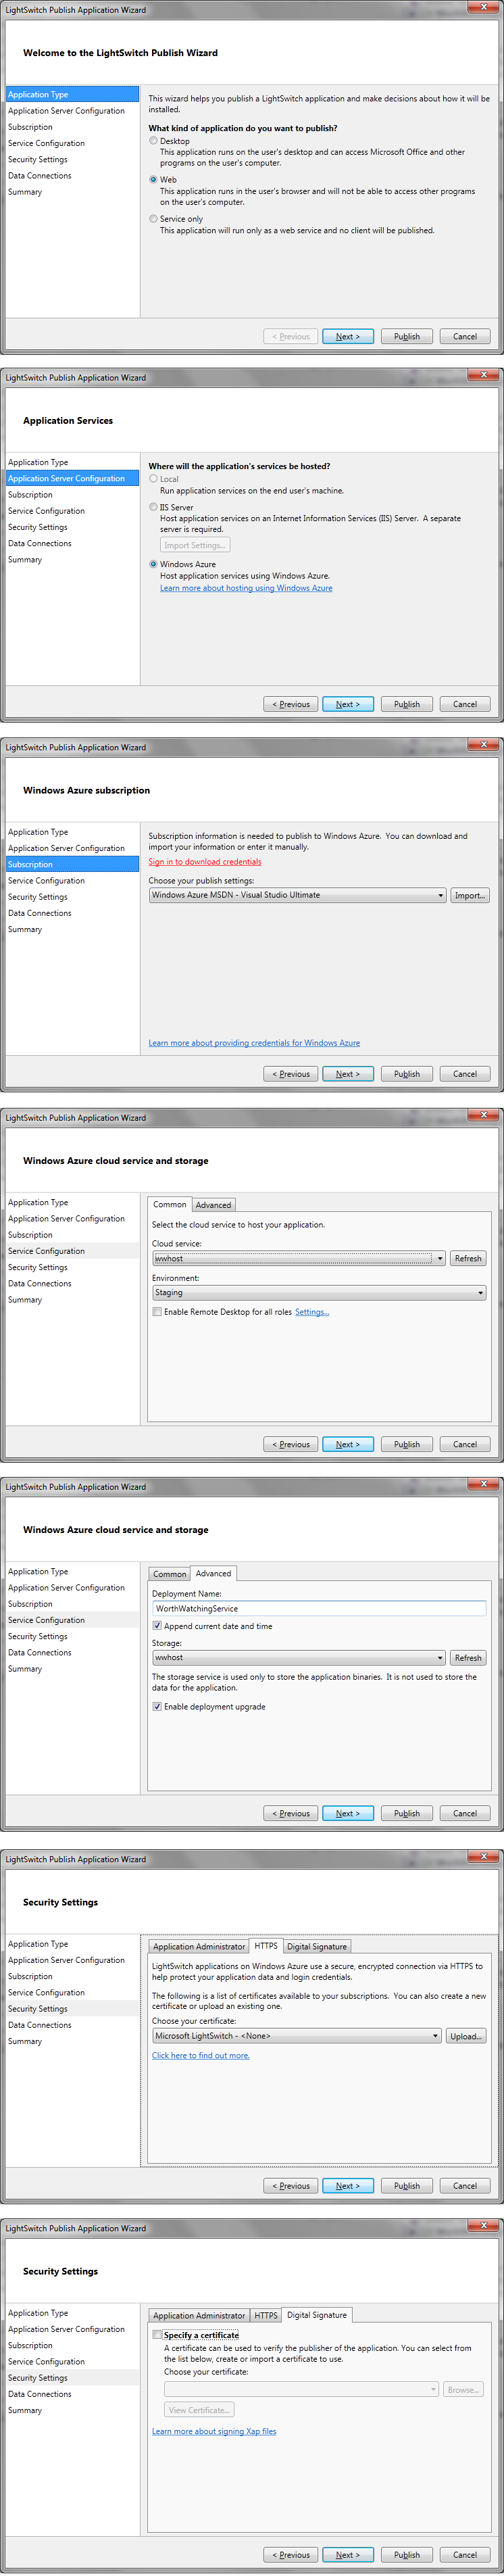 LightSwitch Publish Application Wizard
Welcome to the LightSwitch Publish Wizard
Application Type
Application Server Configuration
Subscription
Service Configuration
Security Settings
Data Connections
Summary
This wizard helps you publish a LightSwitch application and make decisions about how it will be
installed.
What kind of application do you want to publish?
Desktop
This application runs on the user's desktop and can access Microsoft Office and other
programs on the user's computer.
Web
This application runs in the user's browser and will not be able to access other programs
on the user's computer.
Service only
This application will run only as a web service and no client will be published.
< Previous
Next >
Publish
Cancel
LightSwitch Publish Application Wizard
Application Services
Application Type
Application Server Configuration
Subscription
Service Configuration
Security Settings
Data Connections
Summary
Where will the application's services be hosted?
Local
Run application services on the end user's machine.
IIS Server
Host application services on an Internet Information Services (IIS) Server. A separate
server is required.
Import Settings...
Windows Azure
Host application services using Windows Azure.
Learn more about hosting using Windows Azure
< Previous
Next >
Publish
Cancel
LightSwitch Publish Application Wizard
Windows Azure subscription
Application Type
Application Server Configuration
Subscription
Service Configuration
Security Settings
Data Connections
Summary
Subscription information is needed to publish to Windows Azure. You can download and
import your information or enter it manually.
Sign in to download credentials
Choose your publish settings:
Windows Azure MSDN - Visual Studio Ultimate
Import...
Learn more about providing credentials for Windows Azure
< Previous
Next >
Publish
Cancel
LightSwitch Publish Application Wizard
Windows Azure cloud service and storage
Application Type
Application Server Configuration
Subscription
Service Configuration
Security Settings
Data Connections
Summary
Common
Advanced
Select the cloud service to host your application.
Cloud service:
wwhost
Refresh
Environment:
Staging
Enable Remote Desktop for all roles Settings...
< Previous
Next >
Publish
Cancel
LightSwitch Publish Application Wizard
Windows Azure cloud service and storage
Application Type
Application Server Configuration
Subscription
Service Configuration
Security Settings
Data Connections
Summary
Common
Advanced
Deployment Name:
WorthWatchingService
Append current date and time
Storage:
wwhost
Refresh
The storage service is used only to store the application binaries. It is not used to store the
data for the application.
Enable deployment upgrade
< Previous
Next >
Publish
Cancel
LightSwitch Publish Application Wizard
Security Settings
Application Type
Application Server Configuration
Subscription
Service Configuration
Security Settings
Data Connections
Summary
Application Administrator
HTTPS
Digital Signature
LightSwitch applications on Windows Azure use a secure, encrypted connection via HTTPS to
help protect your application data and login credentials.
The following is a list of certificates available to your subscriptions. You can also create a new
certificate or upload an existing one.
Choose your certificate:
Microsoft LightSwitch - <None>
Upload...
Click here to find out more.
< Previous
Next >
Publish
Cancel
LightSwitch Publish Application Wizard
Security Settings
Application Type
Application Server Configuration
Subscription
Service Configuration
Security Settings
Data Connections
Summary
Application Administrator
HTTPS
Digital Signature
Specify a certificate
A certificate can be used to verify the publisher of the application. You can select from
the list below, create or import a certificate to use.
Choose your certificate:
Browse...
View Certificate...
Learn more about signing Xap files
< Previous
Next >
Publish
Cancel